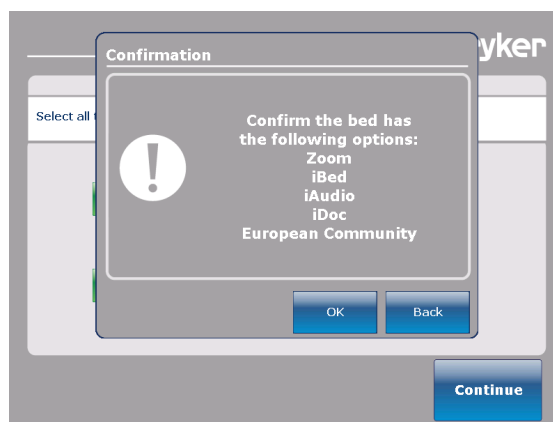 Confirmation
Select all
Confirm the bed has
the following options:
Zoom
iBed
iAudio
iDoc
European Community
OK Back
Continue